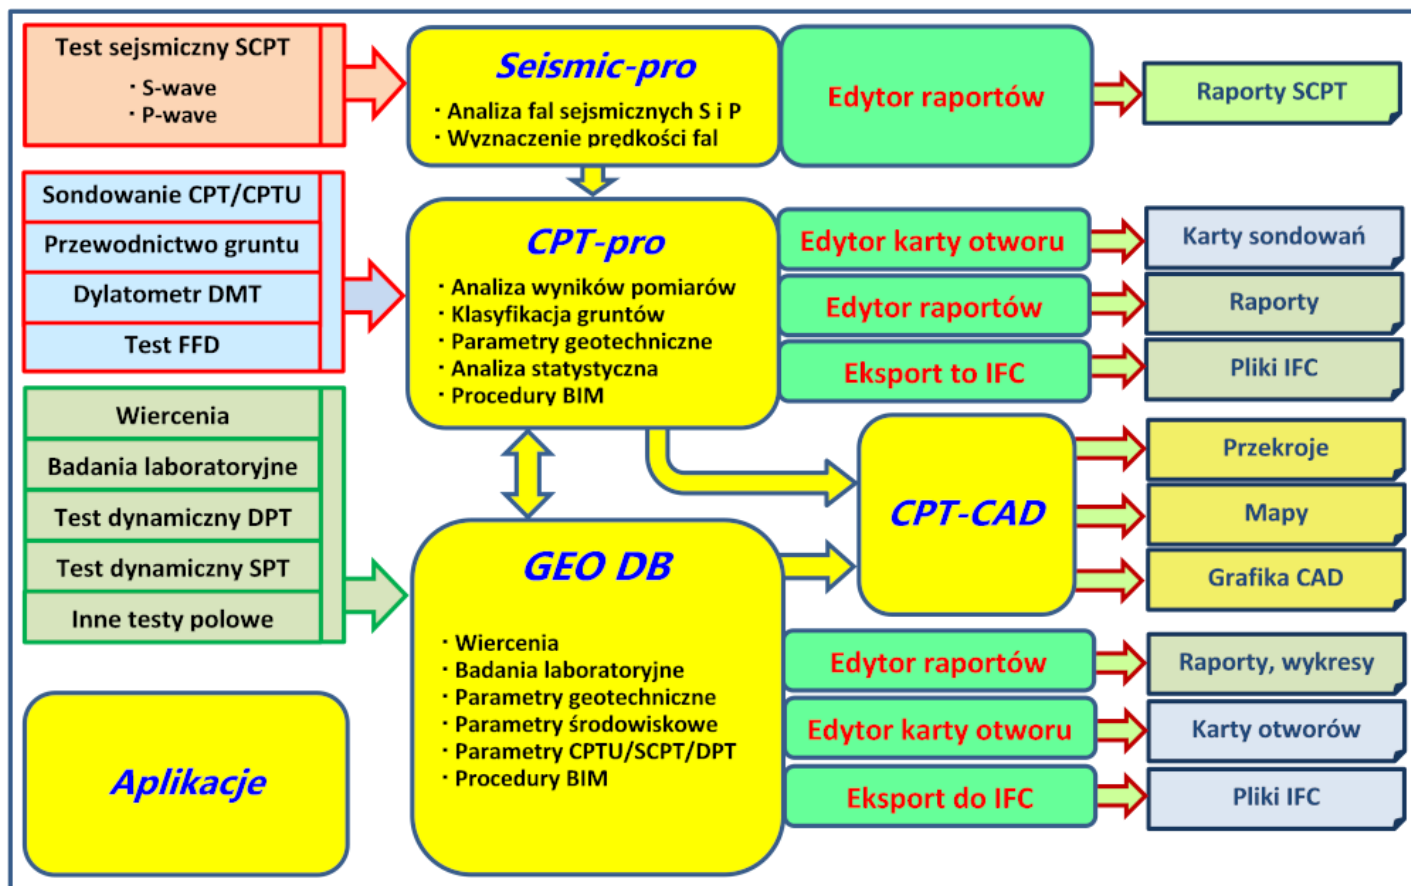 Test sejsmiczny SCPT
· S-wave
· P-wave
Seismic-pro
· Analiza fal sejsmicznych S i P
· Wyznaczenie prędkości fal
Edytor raportów
Raporty SCPT
Sondowanie CPT/CPTU
Przewodnictwo gruntu
Dylatometr DMT
Test FFD
CPT-pro
· Analiza wyników pomiarów
· Klasyfikacja gruntów
· Parametry geotechniczne
· Analiza statystyczna
· Procedury BIM
Edytor karty otworu
Karty sondowań
Edytor raportów
Raporty
Eksport to IFC
Pliki IFC
Wiercenia
Badania laboratoryjne
Test dynamiczny DPT
Test dynamiczny SPT
Inne testy polowe
CPT-CAD
Przekroje
Mapy
Grafika CAD
GEO DB
· Wiercenia
· Badania laboratoryjne
· Parametry geotechniczne
· Parametry środowiskowe
· Parametry CPTU/SCPT/DPT
· Procedury BIM
Edytor raportów
Raporty, wykresy
Edytor karty otworu
Karty otworów
Eksport do IFC
Pliki IFC
Aplikacje